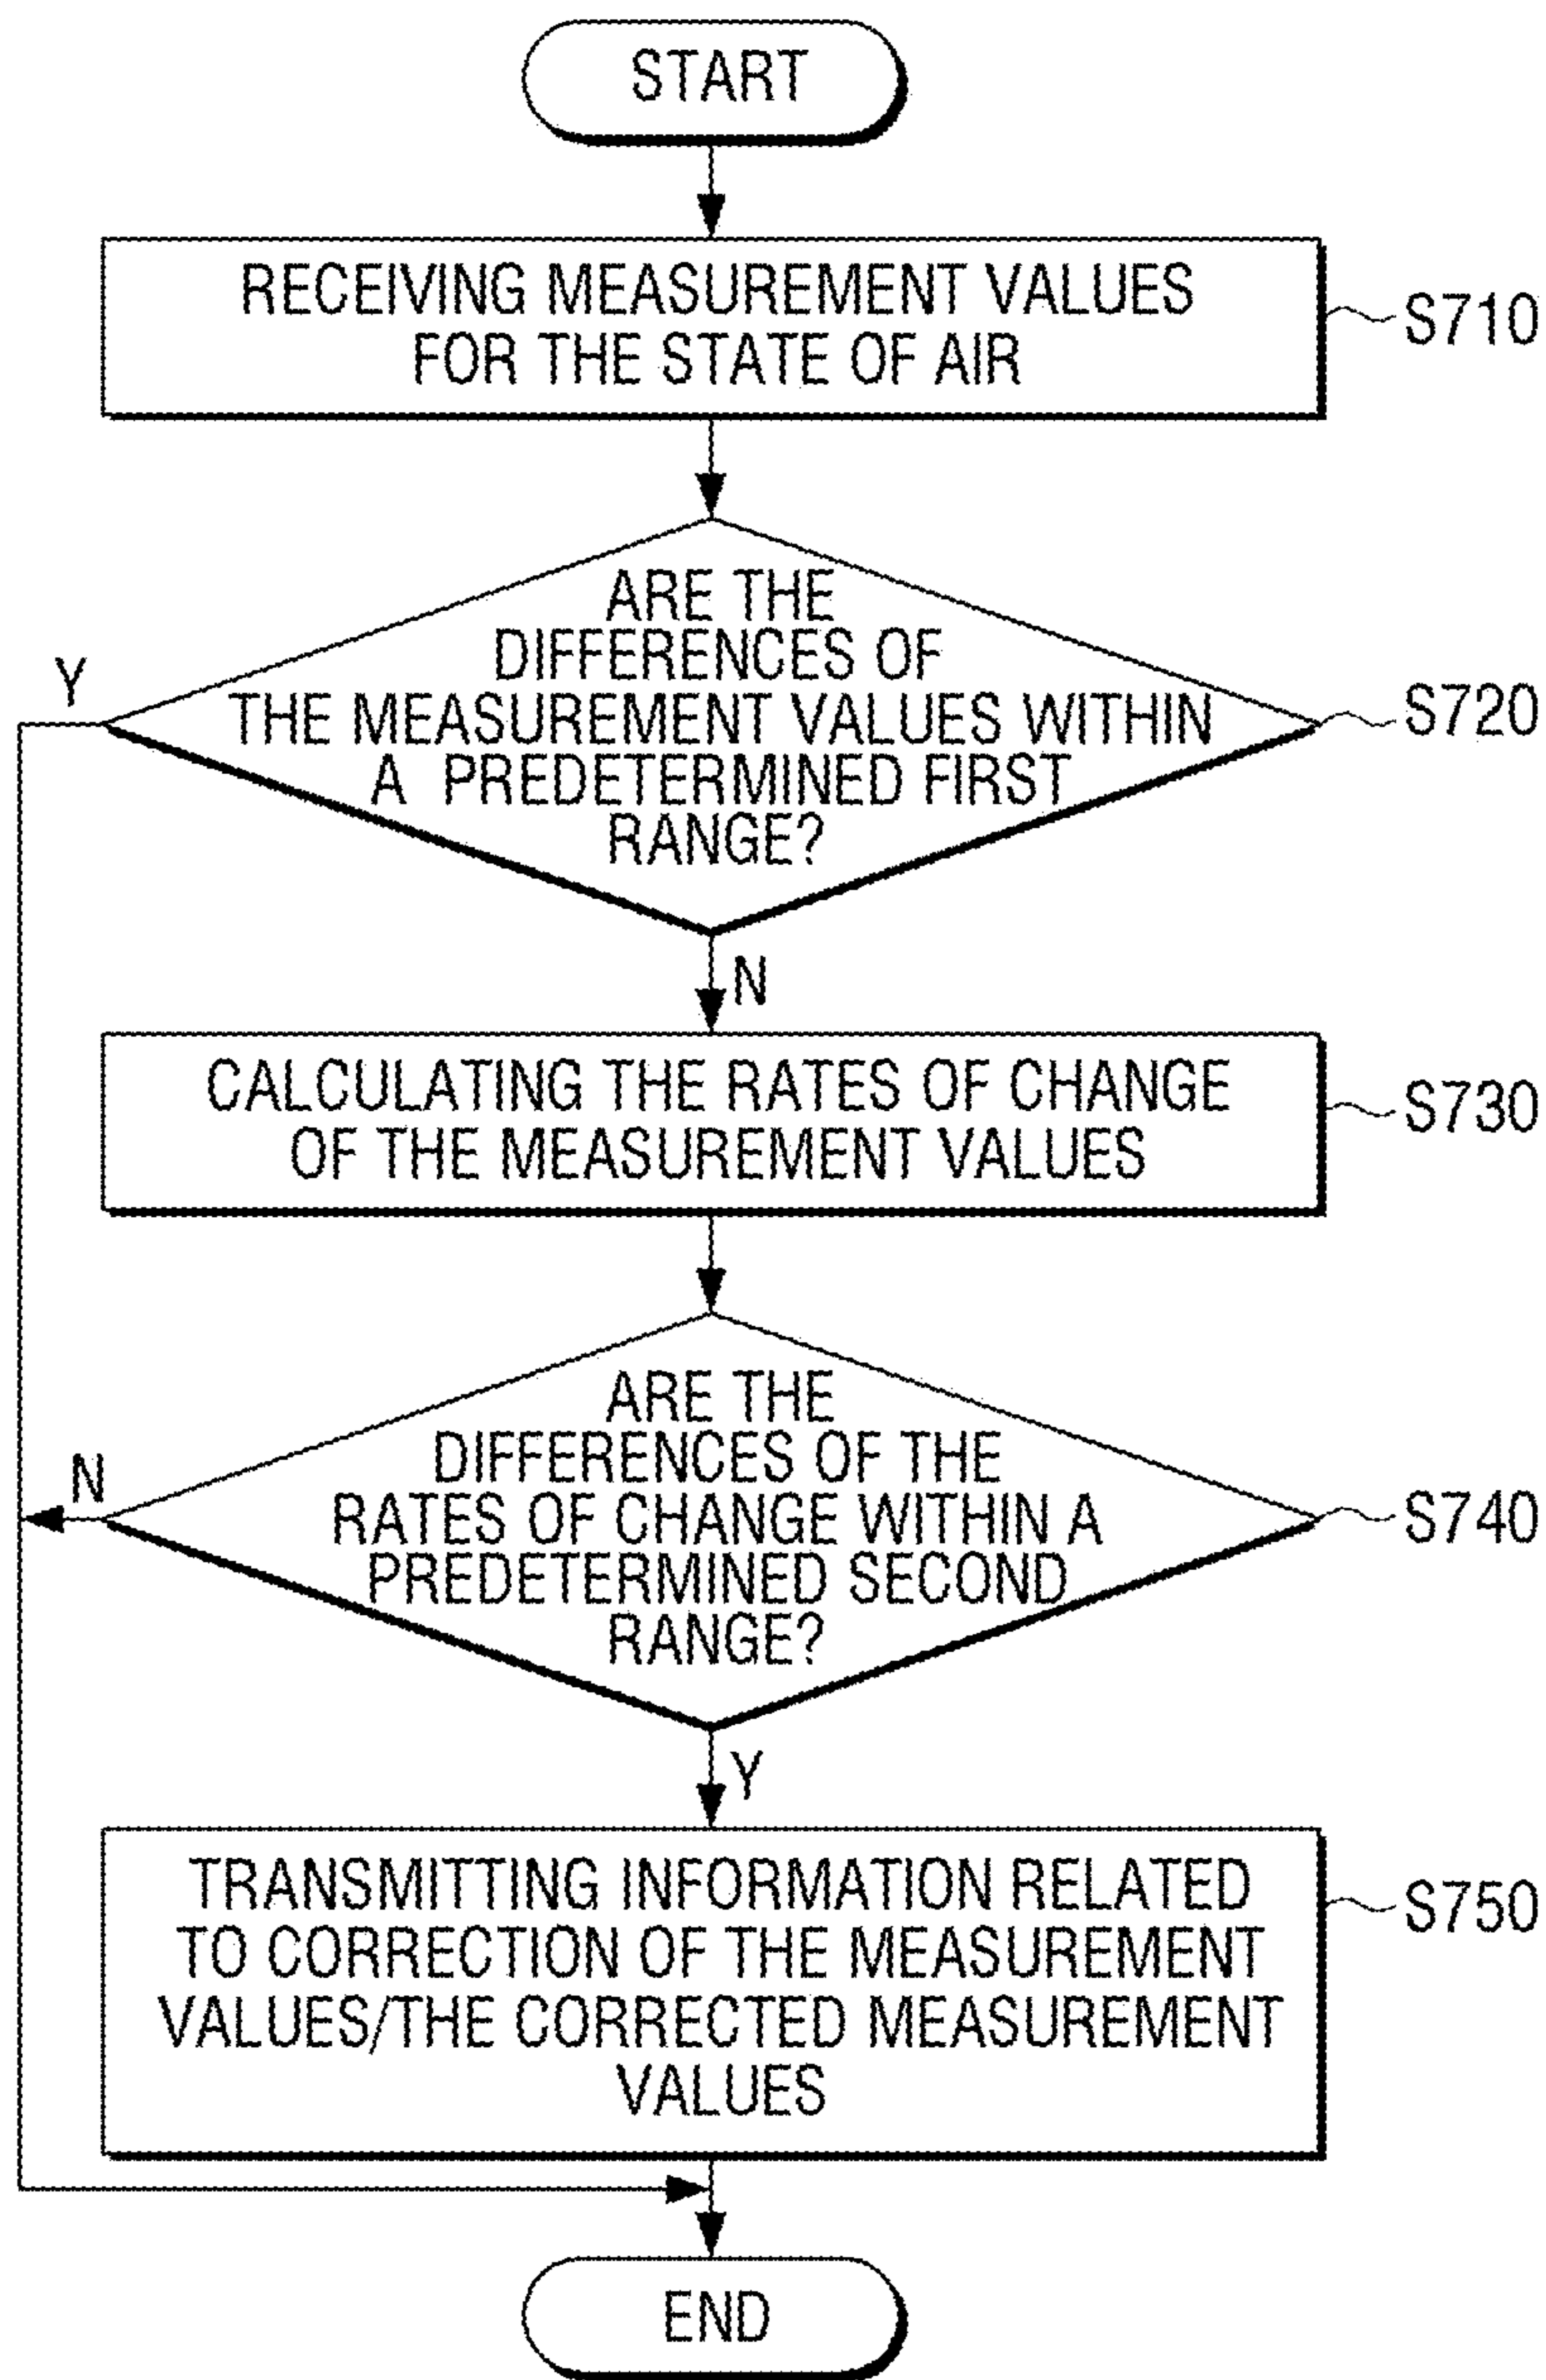 START
RECEIVING MEASUREMENT VALUES
FOR THE STATE OF AIR
S710
ARE THE
DIFFERENCES OF
THE MEASUREMENT VALUES WITHIN
A PREDETERMINED FIRST
RANGE?
S720
Y
N
CALCULATING THE RATES OF CHANGE
OF THE MEASUREMENT VALUES
S730
ARE THE
DIFFERENCES OF THE
RATES OF CHANGE WITHIN A
PREDETERMINED SECOND
RANGE?
S740
N
Y
TRANSMITTING INFORMATION RELATED
TO CORRECTION OF THE MEASUREMENT
VALUES/THE CORRECTED MEASUREMENT
VALUES
S750
END